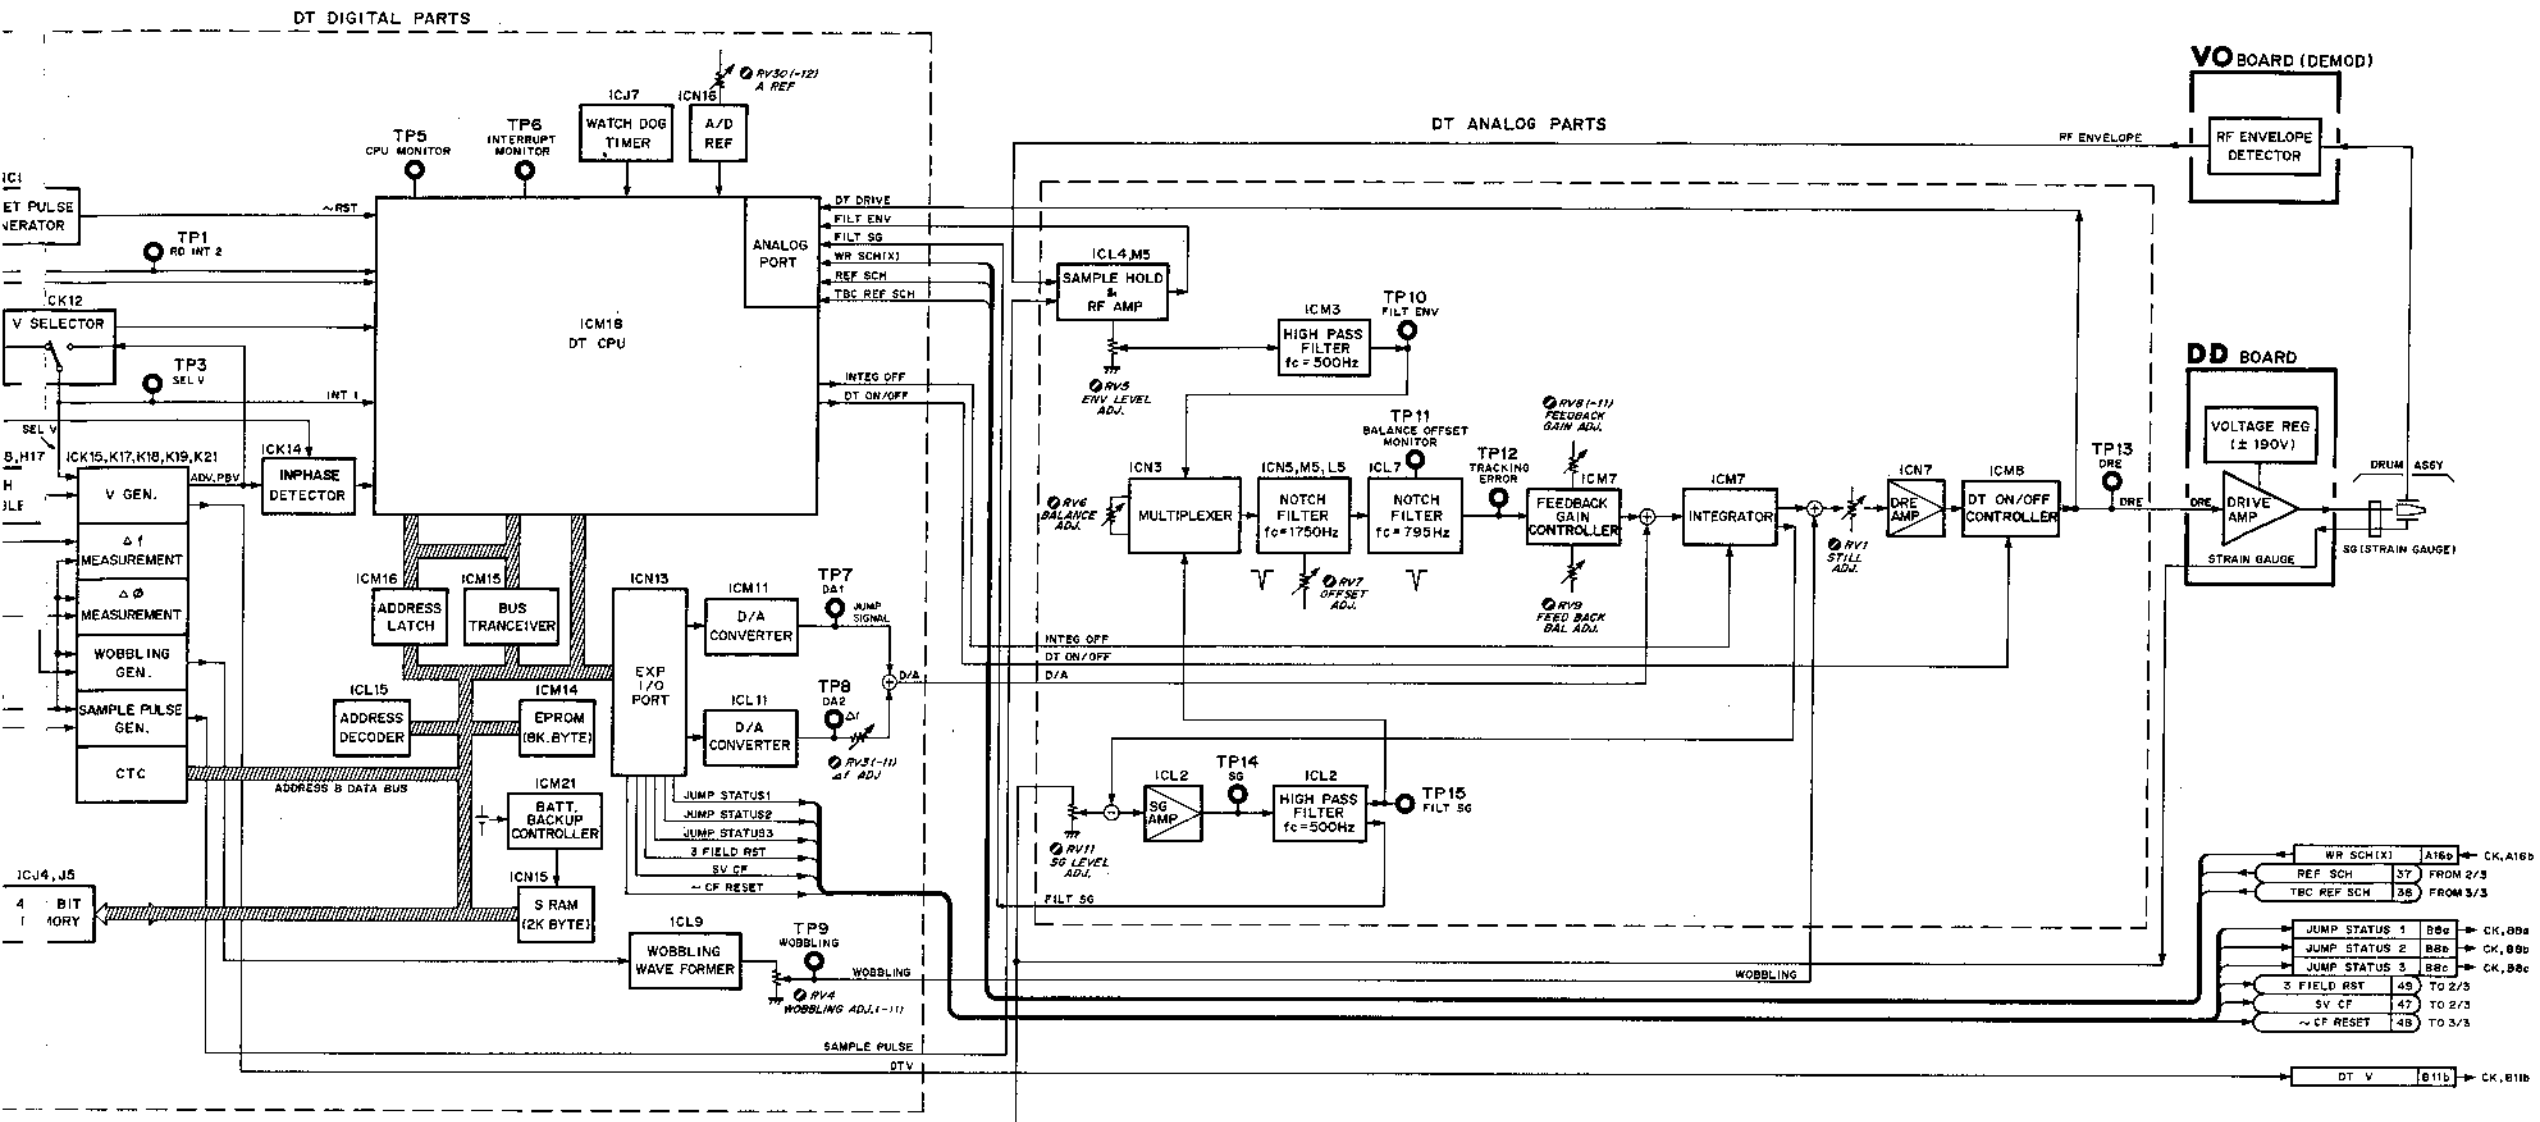 DT DIGITAL PARTS
VO BOARD (DEMOD)
RV30 (-12)
A REF
ICJ7
ICN16
WATCH DOG
TIMER
A/D
REF
TP5
CPU MONITOR
TP6
INTERRUPT
MONITOR
DT ANALOG PARTS
RF ENVELOPE
RF ENVELOPE
DETECTOR
ET PULSE
NERATOR
~RST
TP1
RD INT 2
ANALOG
PORT
DT DRIVE
FILT ENV
FILT SG
WR SCH(X)
REF SCH
TBC REF SCH
ICL4, M5
SAMPLE HOLD
&
RF AMP
ICM18
DT CPU
CK12
V SELECTOR
TP3
SEL V
INT 1
SEL V
INTEG OFF
DT ON/OFF
RV5
ENV LEVEL
ADJ.
ICM3
HIGH PASS
FILTER
fc = 500Hz
TP10
FILT ENV
DD BOARD
VOLTAGE REG
(± 190V)
DRIVE
AMP
DRE
STRAIN GAUGE
DRUM ASSY
SG (STRAIN GAUGE)
8, H17
H
BLE
ICK15, K17, K18, K19, K21
V GEN.
ADV. PBV
ICK14
INPHASE
DETECTOR
Δf
MEASUREMENT
ΔØ
MEASUREMENT
WOBBLING
GEN.
SAMPLE PULSE
GEN.
CTC
ADDRESS & DATA BUS
RV6
BALANCE
ADJ.
ICN3
MULTIPLEXER
ICN5, M5, L5
NOTCH
FILTER
fc = 1750Hz
RV7
OFFSET
ADJ.
TP11
BALANCE OFFSET
MONITOR
ICL7
NOTCH
FILTER
fc = 795Hz
TP12
TRACKING
ERROR
RV8 (-11)
FEEDBACK
GAIN ADJ.
ICM7
FEEDBACK
GAIN
CONTROLLER
RV9
FEED BACK
BAL ADJ.
ICM7
INTEGRATOR
RV1
STILL
ADJ.
ICN7
DRE
AMP
ICM8
DT ON/OFF
CONTROLLER
TP13
DRE
DRE
ICM16
ADDRESS
LATCH
ICM15
BUS
TRANCEIVER
ICN13
EXP
I/O
PORT
ICM11
D/A
CONVERTER
TP7
DA1
JUMP
SIGNAL
INTEG OFF
DT ON/OFF
D/A
D/A
ICL15
ADDRESS
DECODER
ICM14
EPROM
(8K. BYTE)
ICL11
D/A
CONVERTER
TP8
DA2
Δf
RV3 (-11)
Δf ADJ
ICM21
BATT.
BACKUP
CONTROLLER
JUMP STATUS1
JUMP STATUS2
JUMP STATUS3
3 FIELD RST
SV CF
~ CF RESET
RV11
SG LEVEL
ADJ.
ICL2
SG
AMP
TP14
SG
ICL2
HIGH PASS
FILTER
fc = 500Hz
TP15
FILT SG
FILT SG
ICJ4, J5
4 BIT
ICN15
S RAM
(2K BYTE)
ICL9
WOBBLING
WAVE FORMER
TP9
WOBBLING
RV4
WOBBLING ADJ. (-11)
WOBBLING
WOBBLING
SAMPLE PULSE
DTV
WR SCH(X) A16b CK, A16b
REF SCH 37 FROM 2/3
TBC REF SCH 38 FROM 3/3
JUMP STATUS 1 B8a CK, B8a
JUMP STATUS 2 B8b CK, B8b
JUMP STATUS 3 B8c CK, B8c
3 FIELD RST 49 TO 2/3
SV CF 47 TO 2/3
~ CF RESET 48 TO 3/3
DT V B11b CK, B11b